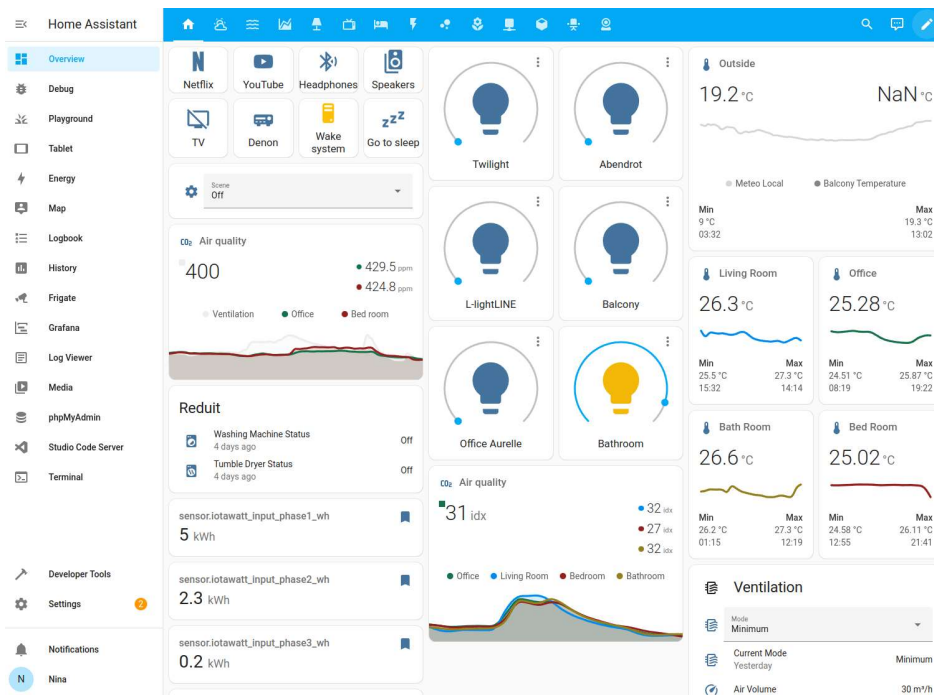 Home Assistant
Overview
Debug
Playground
Tablet
Energy
Map
Logbook
History
Frigate
Grafana
Log Viewer
Media
phpMyAdmin
Studio Code Server
Terminal
Developer Tools
Settings
2
Notifications
N
Nina
Netflix
YouTube
Headphones
Speakers
TV
Denon
Wake
system
zzz
Go to sleep
Scene
Off
CO₂ Air quality
400
429.5 ppm
424.8 ppm
Ventilation Office Bed room
Reduit
Washing Machine Status
4 days ago
Off
Tumble Dryer Status
4 days ago
Off
sensor.iotawatt_input_phase1_wh
5 kWh
sensor.iotawatt_input_phase2_wh
2.3 kWh
sensor.iotawatt_input_phase3_wh
0.2 kWh
Twilight
Abendrot
L-lightLINE
Balcony
Office Aurelle
Bathroom
CO₂ Air quality
31 idx
32 idx
27 idx
32 idx
Office Living Room Bedroom Bathroom
Outside
19.2 °C
NaN °C
Meteo Local Balcony Temperature
Min Max
9 °C 19.3 °C
03:32 13:02
Living Room
26.3 °C
Min Max
25.5 °C 27.3 °C
15:32 14:14
Office
25.28 °C
Min Max
24.51 °C 25.87 °C
08:19 19:22
Bath Room
26.6 °C
Min Max
26.2 °C 27.3 °C
01:15 12:19
Bed Room
25.02 °C
Min Max
24.58 °C 26.11 °C
12:55 21:41
Ventilation
Mode
Minimum
Current Mode
Yesterday
Minimum
Air Volume
30 m³/h